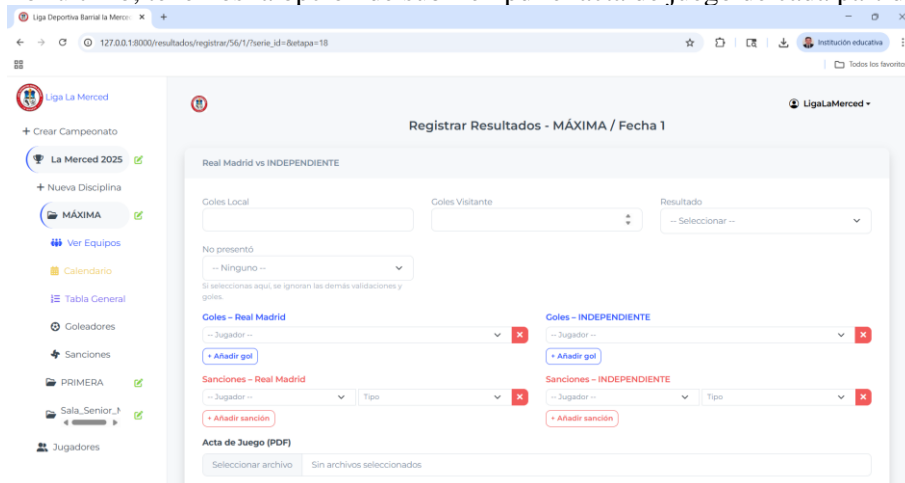 Liga Deportiva Barrial la Merced
127.0.0.1:8000/resultados/registrar/56/1/?serie_id=&etapa=18
Institución educativa
Todos los favoritos
Liga La Merced
LigaLaMerced
Registrar Resultados - MÁXIMA / Fecha 1
+ Crear Campeonato
La Merced 2025
Real Madrid vs INDEPENDIENTE
+ Nueva Disciplina
Goles Local
Goles Visitante
Resultado
MÁXIMA
-- Seleccionar --
Ver Equipos
No presentó
-- Ninguno --
Calendario
Si seleccionas aquí, se ignoran las demás validaciones y
goles.
Tabla General
Goles – Real Madrid
Goles – INDEPENDIENTE
Goleadores
-- Jugador --
-- Jugador --
+ Añadir gol
+ Añadir gol
Sanciones
Sanciones – Real Madrid
Sanciones – INDEPENDIENTE
PRIMERA
-- Jugador --
Tipo
-- Jugador --
Tipo
Sala_Senior_
+ Añadir sanción
+ Añadir sanción
Jugadores
Acta de Juego (PDF)
Seleccionar archivo
Sin archivos seleccionados